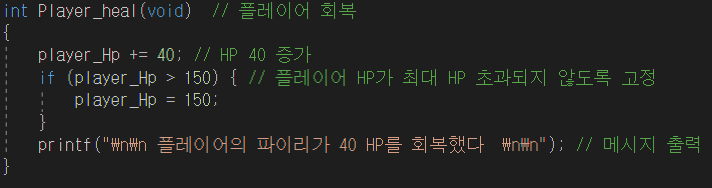 int Player_heal(void)  // 플레이어 회복
{
    player_Hp += 40; // HP 40 증가
    if (player_Hp > 150) { // 플레이어 HP가 최대 HP 초과되지 않도록 고정
        player_Hp = 150;
    }
    printf("₩n₩n 플레이어의 파이리가 40 HP를 회복했다  ₩n₩n"); // 메시지 출력
}